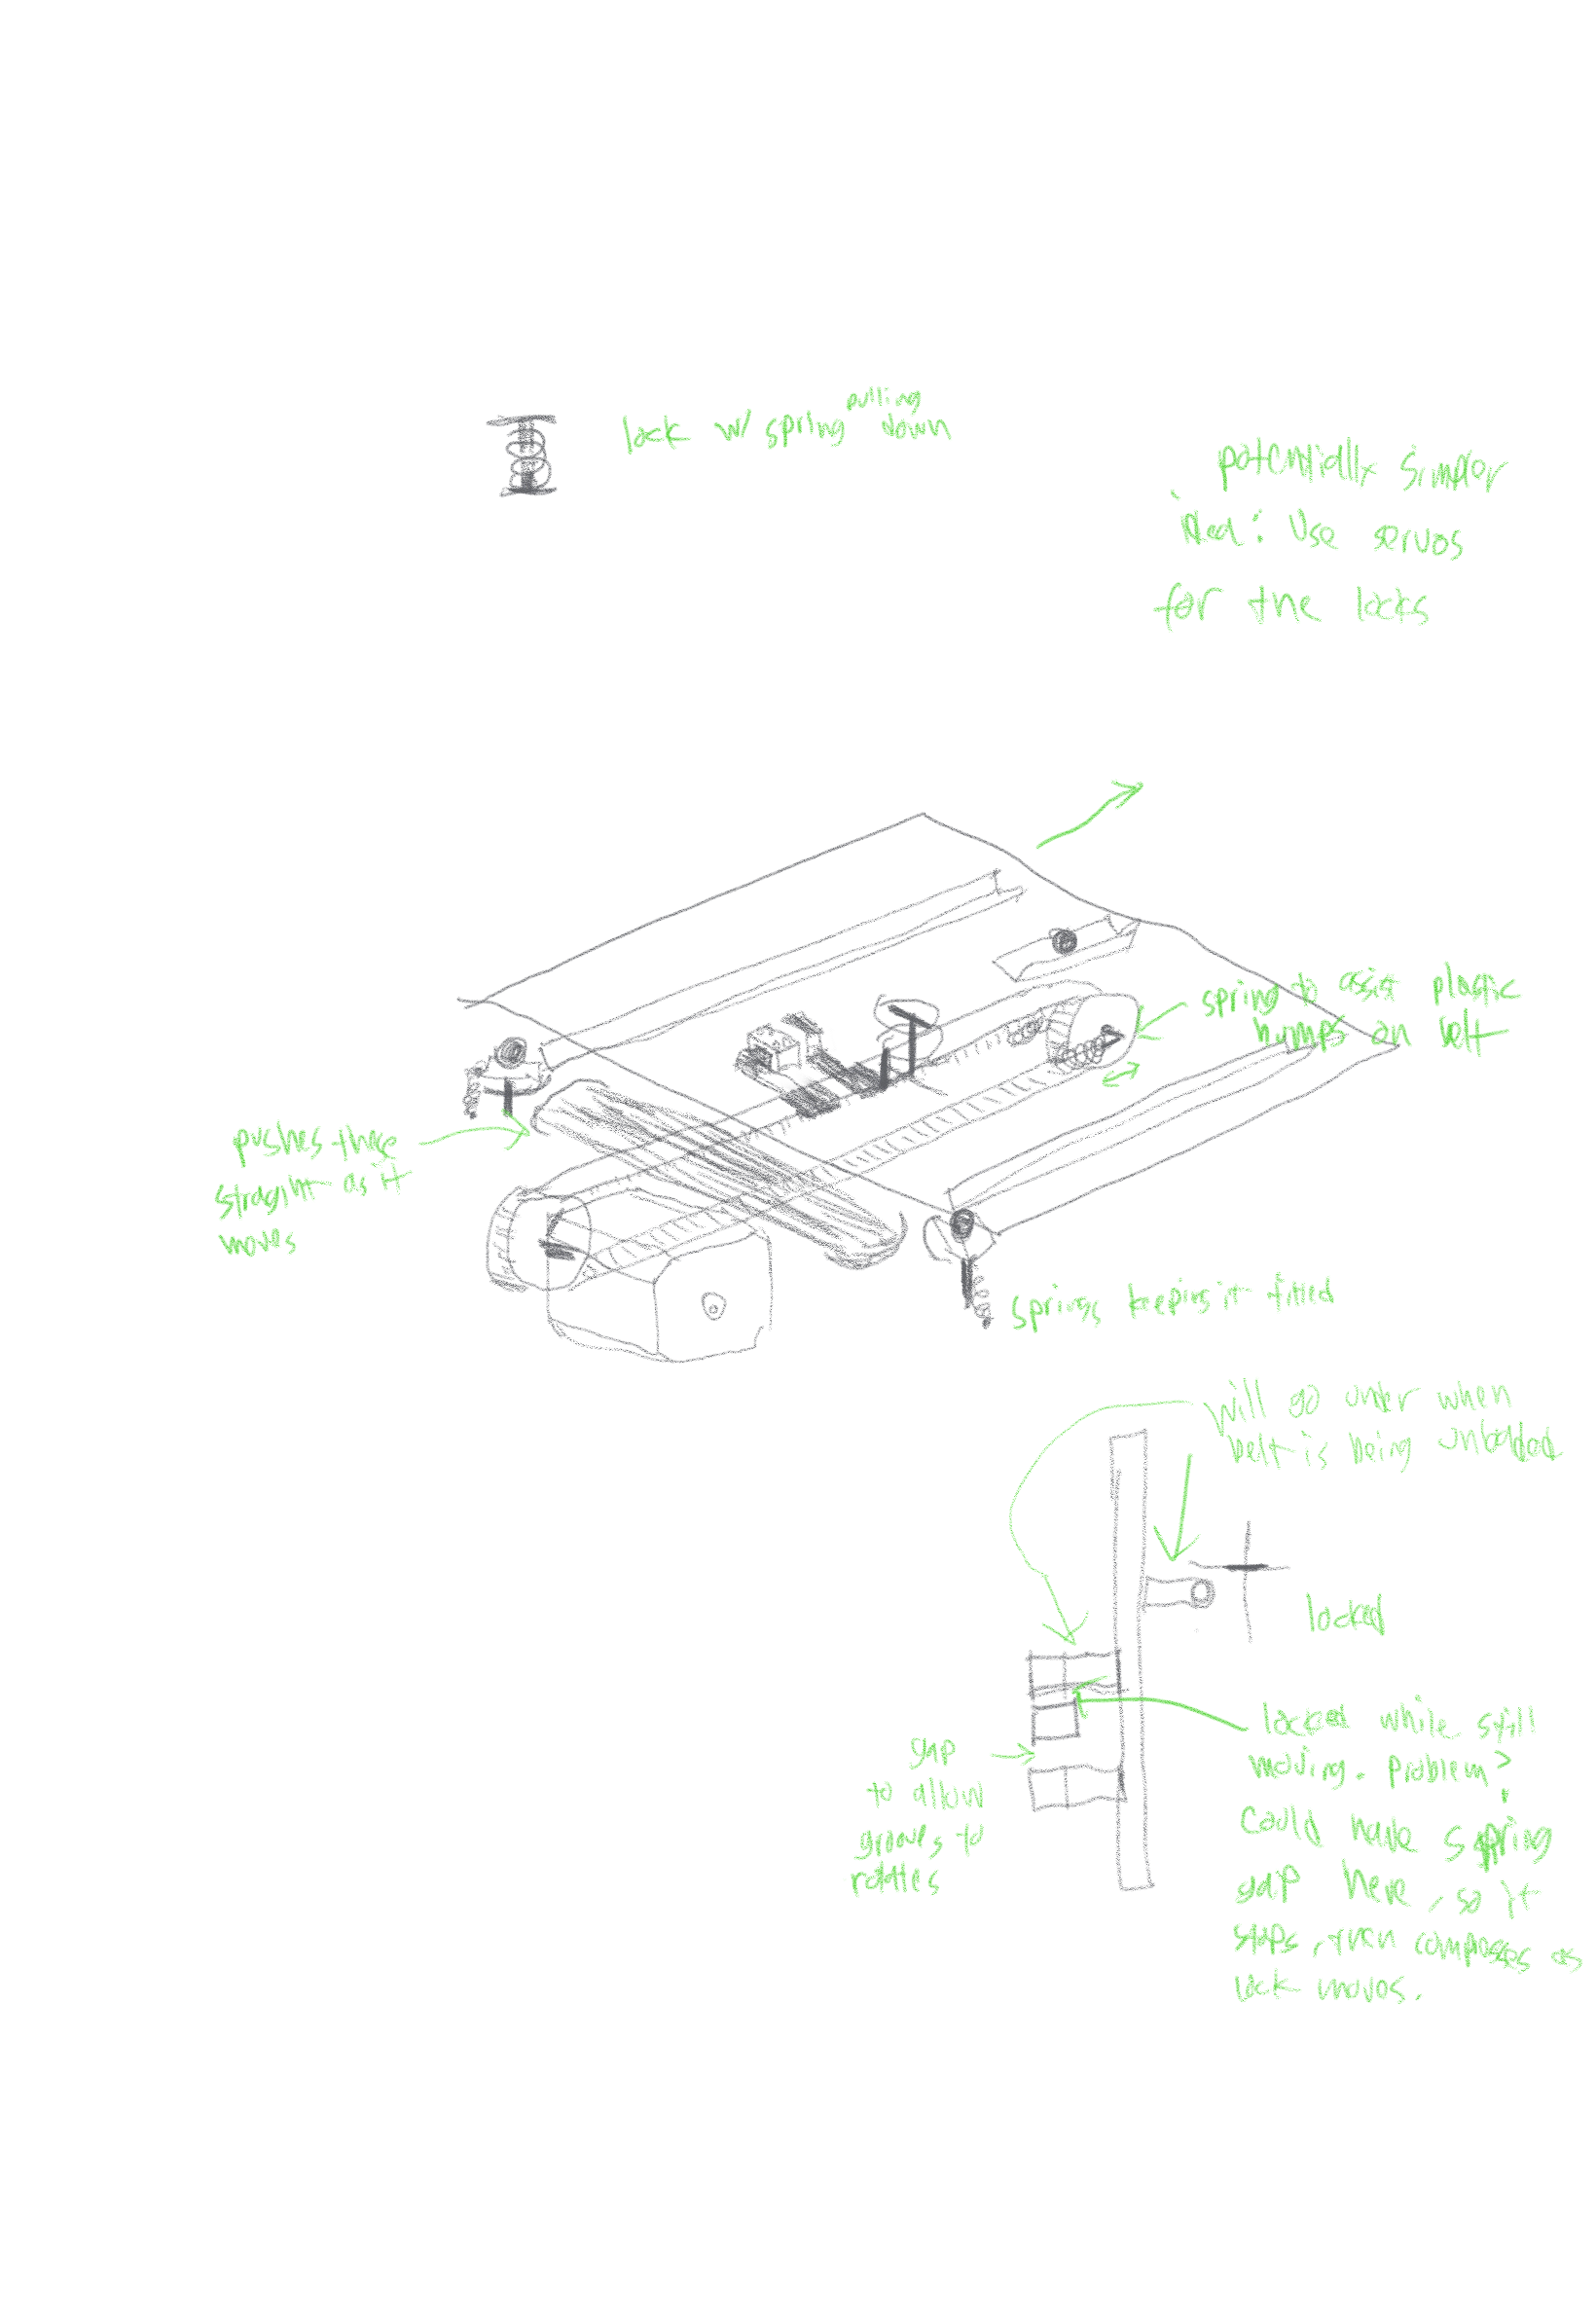 lock w/ spring pulling down
potentially simpler
idea: Use servos
for the locks
spring to assist plastic
humps on belt
pushes these
straight as it
moves
springs keeping it tilted
will go under when
belt is being unloaded
locked
locked while still
moving. problem?
Could have spring
gap here, so it
stops, then compresses as
lock moves.
gap
to allow
grooves to
rotates